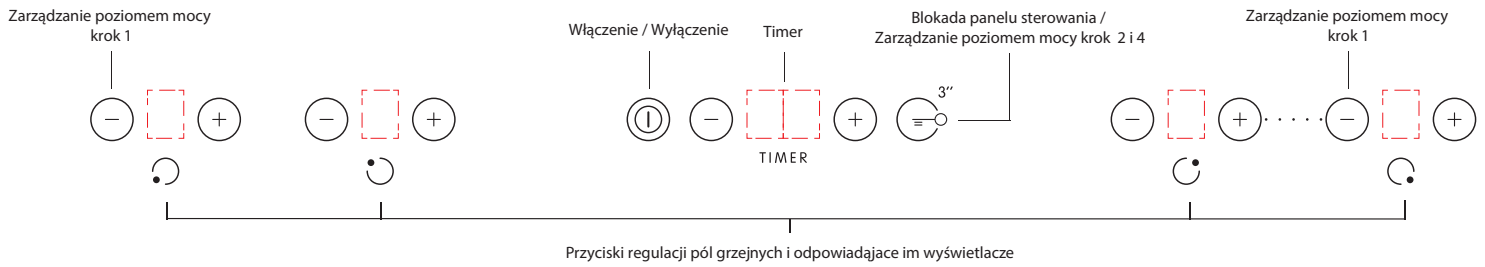 Zarządzanie poziomem mocy
krok 1
Włączenie / Wyłączenie
Timer
Blokada panelu sterowania /
Zarządzanie poziomem mocy krok 2 i 4
Zarządzanie poziomem mocy
krok 1
3’’
TIMER
Przyciski regulacji pól grzejnych i odpowiadające im wyświetlacze